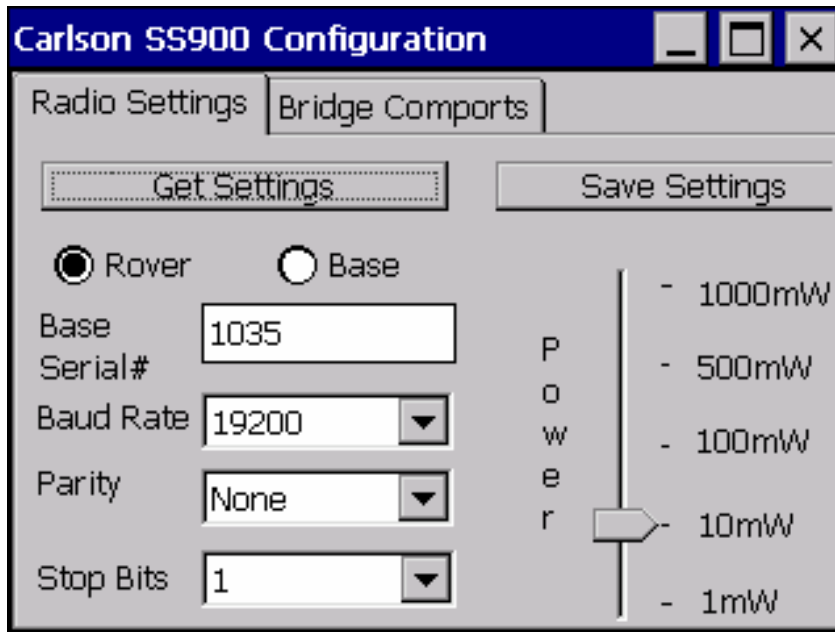 Carlson SS900 Configuration
Radio Settings
Bridge Comports
Get Settings
Save Settings
Rover
Base
Base
Serial#
1035
Baud Rate
19200
Parity
None
Stop Bits
1
Power
1000mW
500mW
100mW
10mW
1mW